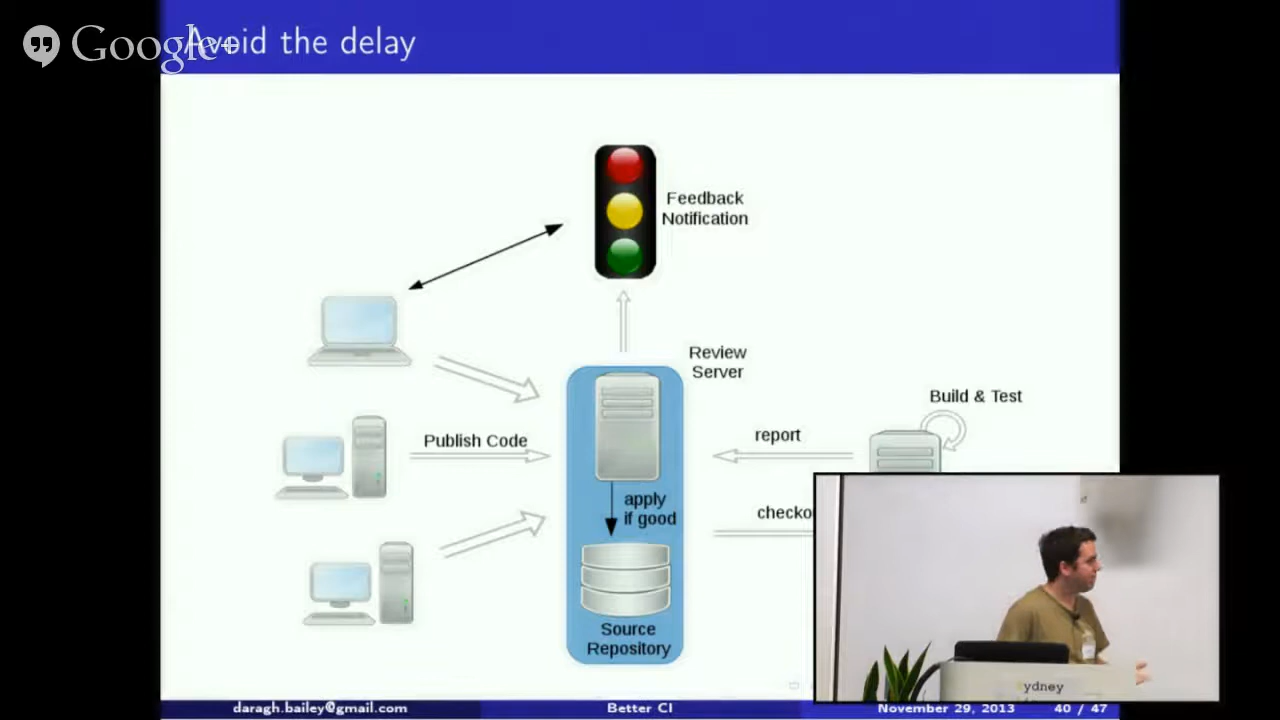 Google+
Avoid the delay
Feedback
Notification
Review
Server
Build & Test
Publish Code
report
apply
if good
Source
Repository
ydney
daragh.bailey@gmail.com
Better CI
November 29, 2013
40 / 47